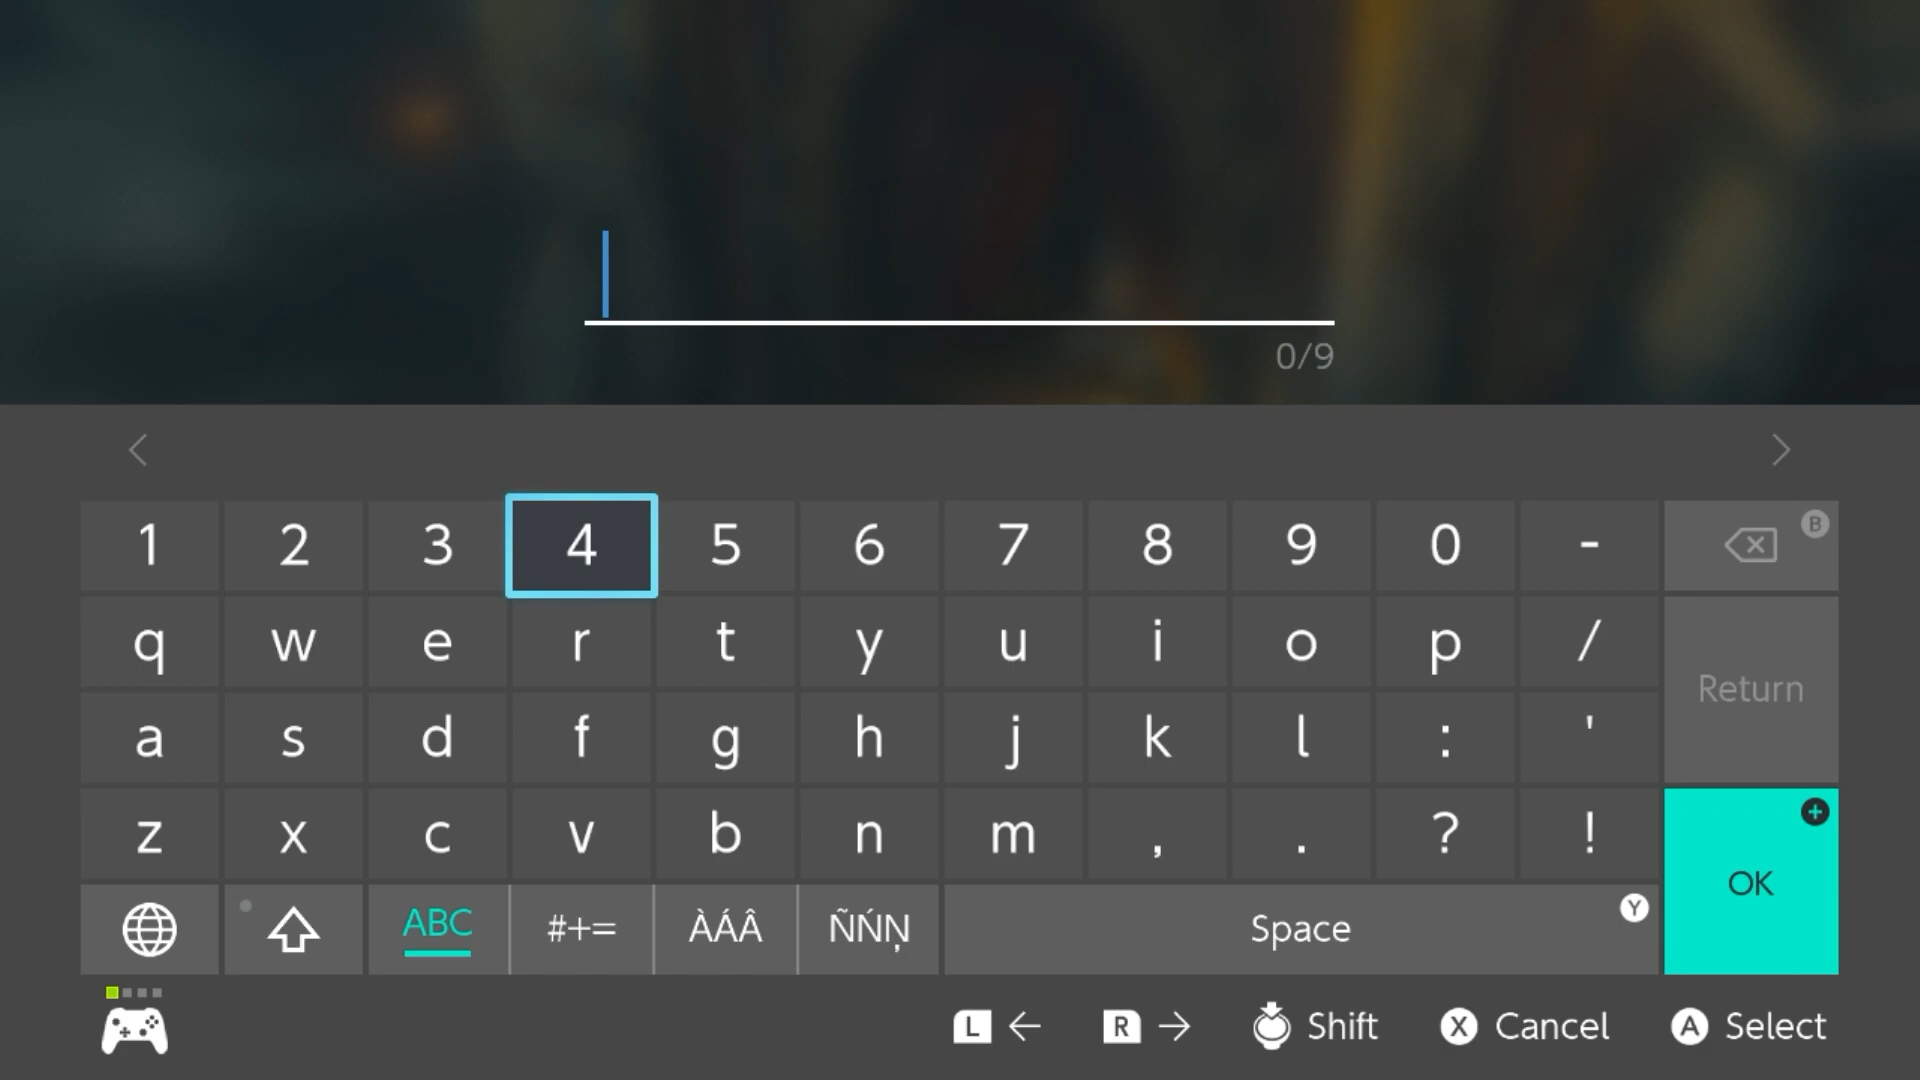 0/9
1 2 3 4 5 6 7 8 9 0 - B
q w e r t y u i o p /
Return
a s d f g h j k l : '
z x c v b n m , . ? ! +
OK
ABC #+= ÀÁÂ ÑŃŅ Space Y
L ← R → Shift X Cancel A Select